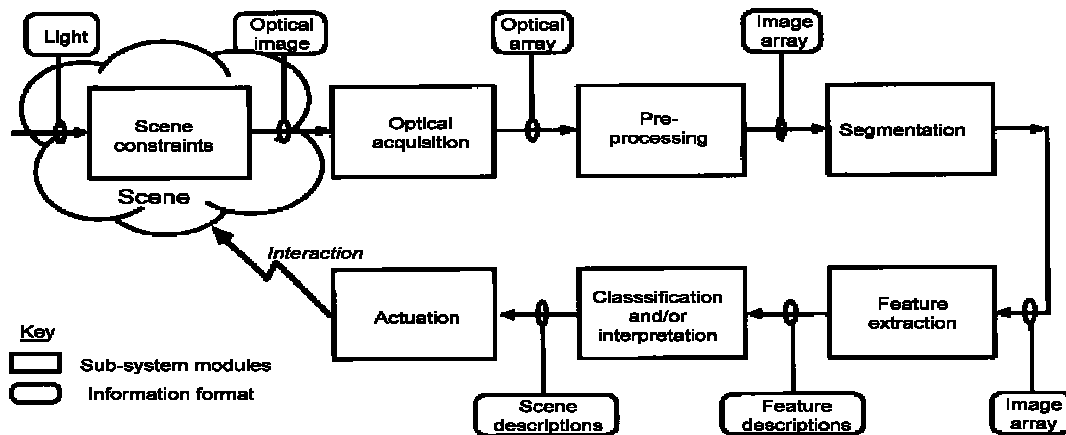 Light
Optical
image
Optical
array
Image
array
Scene
constraints
Optical
acquisition
Pre-
processing
Segmentation
Scene
Interaction
Actuation
Classsification
and/or
interpretation
Feature
extraction
Key
Sub-system modules
Information format
Scene
descriptions
Feature
descriptions
Image
array